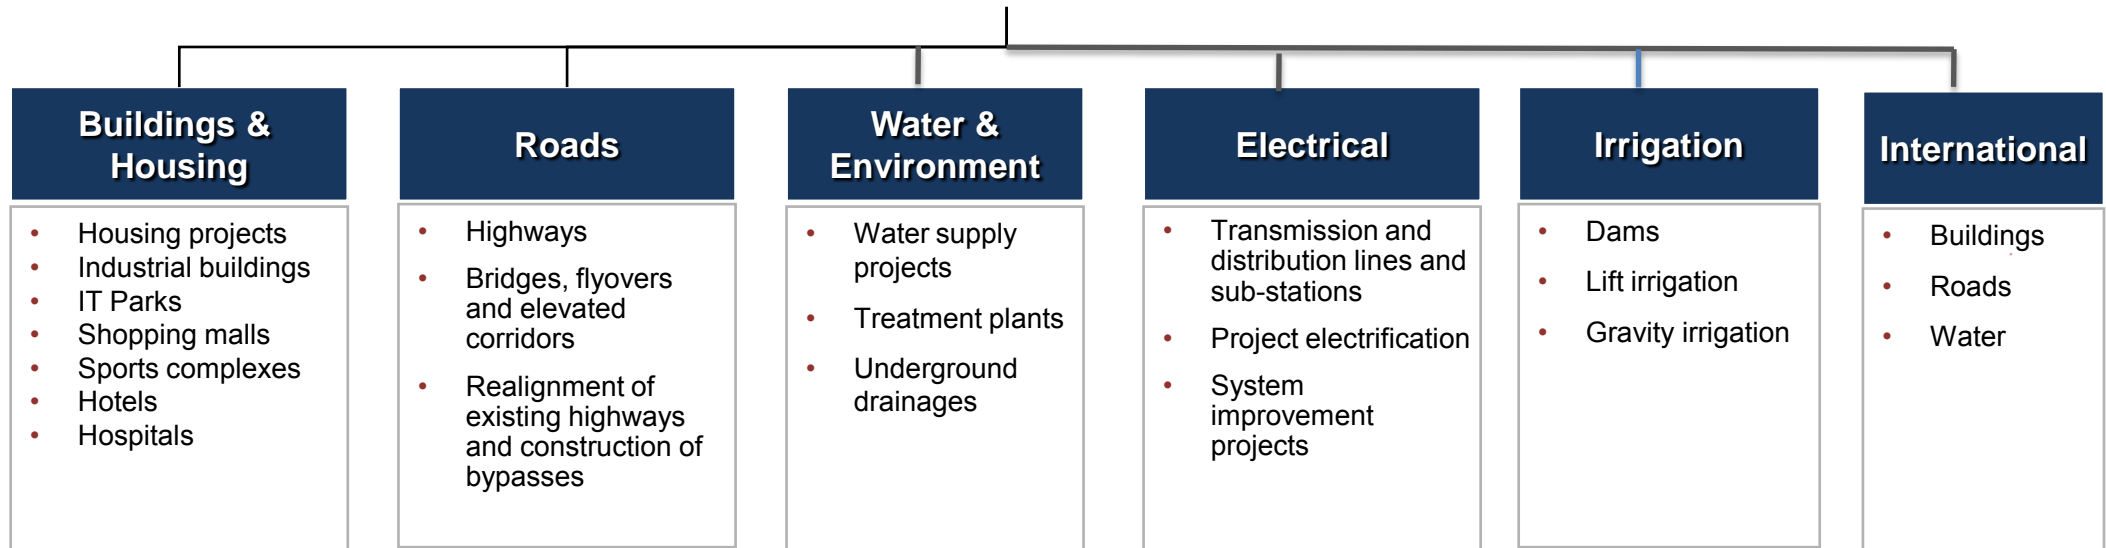 Buildings &
Housing
• Housing projects
• Industrial buildings
• IT Parks
• Shopping malls
• Sports complexes
• Hotels
• Hospitals
Roads
• Highways
• Bridges, flyovers
and elevated
corridors
• Realignment of
existing highways
and construction of
bypasses
Water &
Environment
• Water supply
projects
• Treatment plants
• Underground
drainages
Electrical
• Transmission and
distribution lines and
sub-stations
• Project electrification
• System
improvement
projects
Irrigation
• Dams
• Lift irrigation
• Gravity irrigation
International
• Buildings
• Roads
• Water